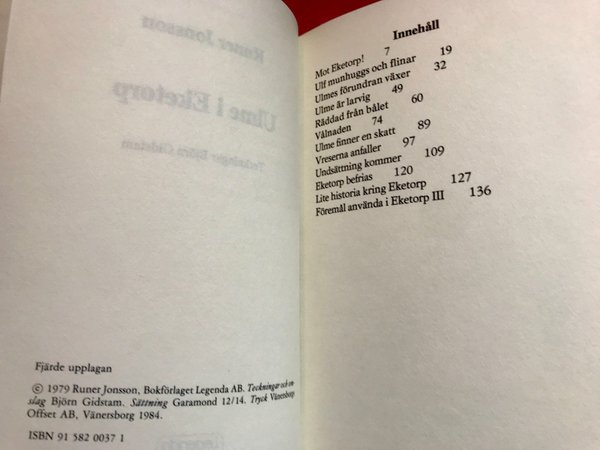 Runer Jonsson
Ulme i Eketorp
Teckningar Björn Gidstam
Fjärde upplagan
© 1979 Runer Jonsson, Bokförlaget Legenda AB. Teckningar och om-
slag Björn Gidstam. Sättning Garamond 12/14. Tryck Vänersborg
Offset AB, Vänersborg 1984.
ISBN 91 582 0037 1
Innehåll
Mot Eketorp! 7
Ulf munhuggs och flinar 19
Ulmes förundran växer 32
Ulme är larvig 49
Räddad från bålet 60
Vålnaden 74
Ulme finner en skatt 89
Vreserna anfaller 97
Undsättning kommer 109
Eketorp befrias 120
Lite historia kring Eketorp 127
Föremål använda i Eketorp III 136